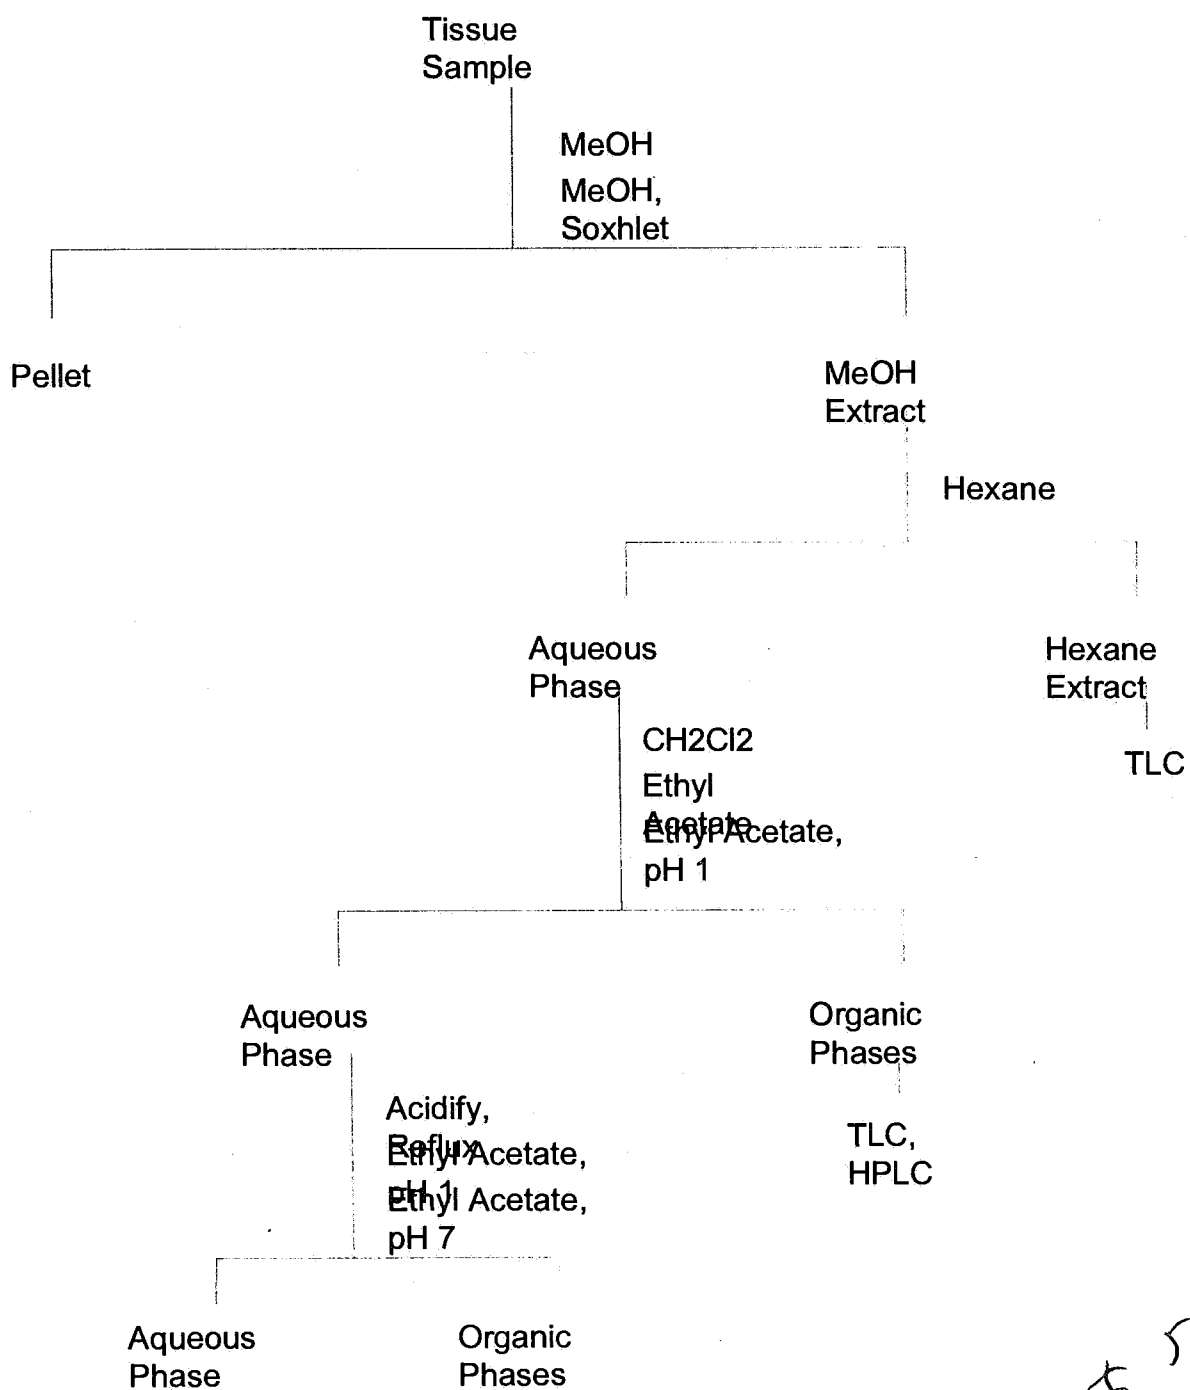 Tissue
Sample
MeOH
MeOH,
Soxhlet
Pellet
MeOH
Extract
Hexane
Aqueous
Phase
Hexane
Extract
CH2Cl2
TLC
Ethyl
Acetate
Ethyl Acetate,
pH 1
Aqueous
Phase
Organic
Phases
Acidify,
Reflux
Ethyl Acetate,
pH 1
Ethyl Acetate,
pH 7
TLC,
HPLC
Aqueous
Phase
Organic
Phases